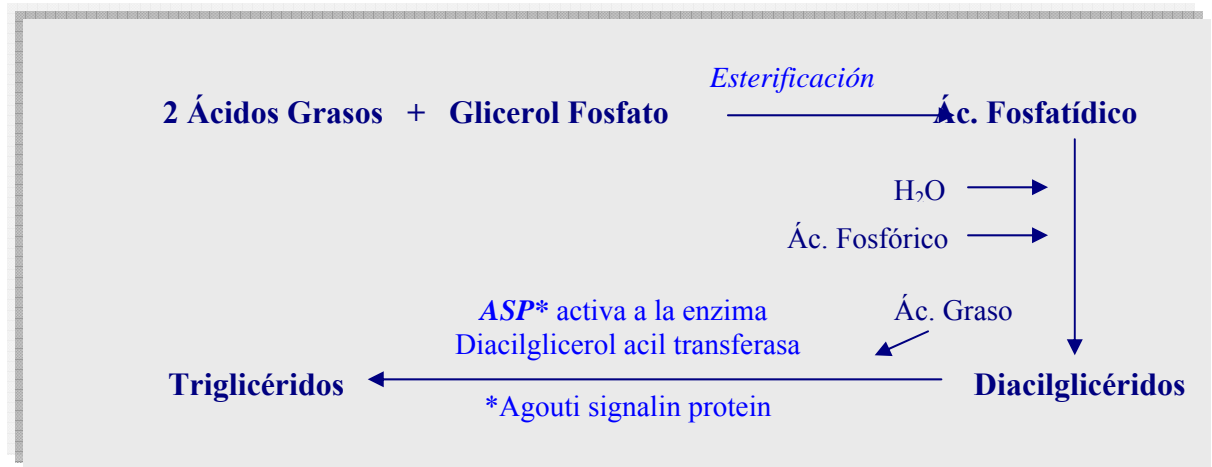 Esterificación
2 Ácidos Grasos + Glicerol Fosfato Ác. Fosfatídico
H₂O
Ác. Fosfórico
ASP* activa a la enzima Ác. Graso
Diacilglicerol acil transferasa
Triglicéridos Diacilglicéridos
*Agouti signalin protein